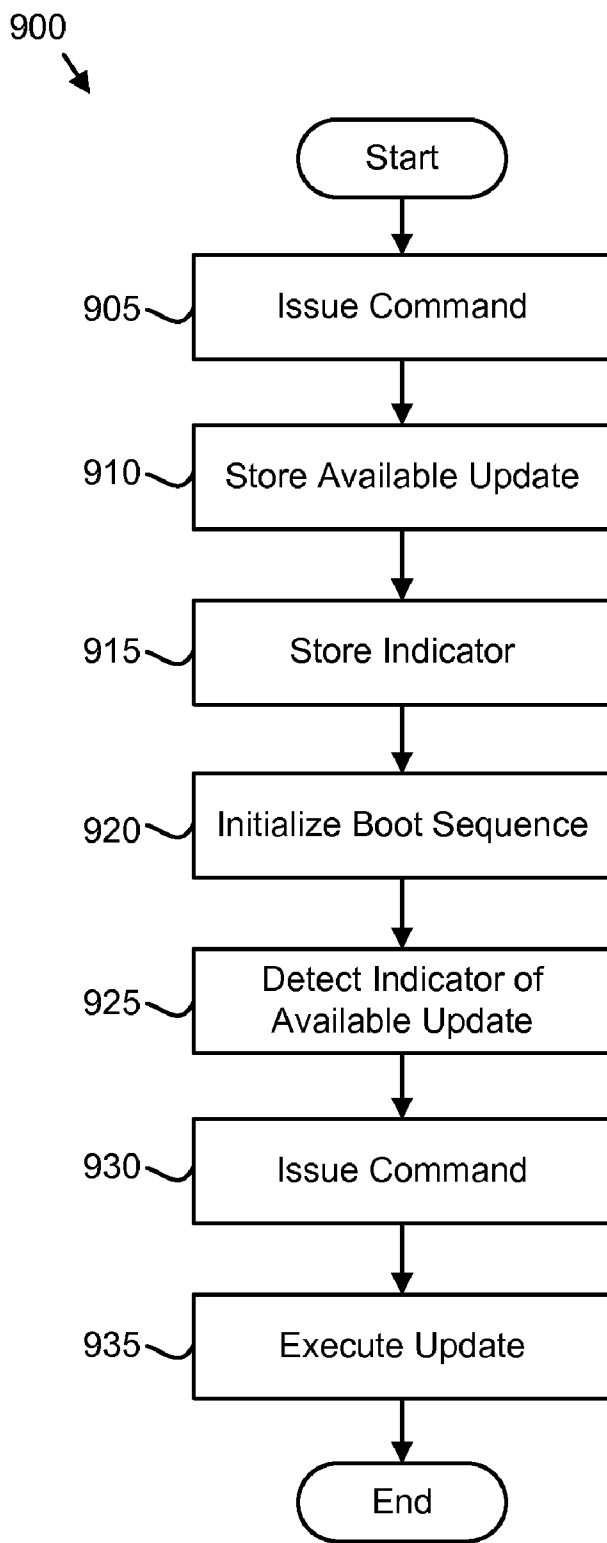 900
Start
905
Issue Command
910
Store Available Update
915
Store Indicator
920
Initialize Boot Sequence
925
Detect Indicator of
Available Update
930
Issue Command
935
Execute Update
End